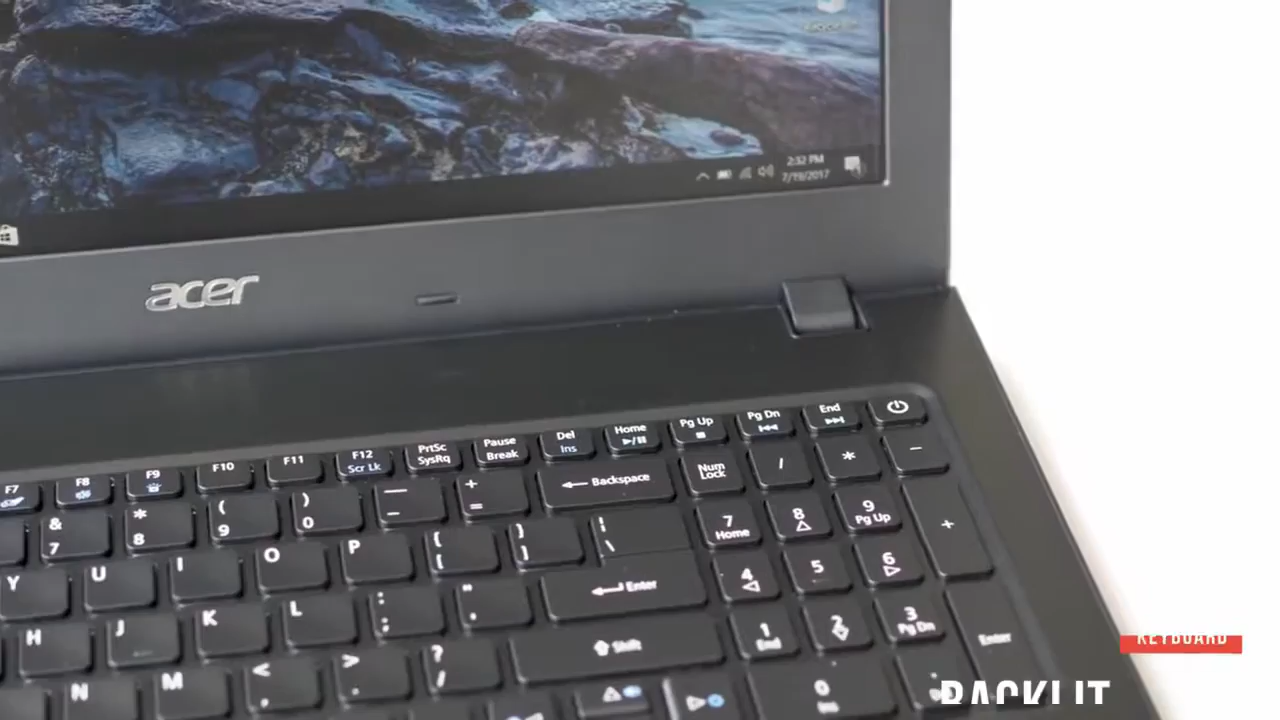 2:32 PM
7/19/2017
acer
F7 F8 F9 F10 F11 F12 Scr Lk PrtSc SysRq Pause Break Del Ins Home Pg Up Pg Dn End
& 7 * 8 ( 9 ) 0 — - + = Backspace Num Lock / * -
Y U I O P { [ } ] | \ 7 Home 8 9 Pg Up +
H J K L : ; " ' Enter 4 5 6
N M < , > . ? / Shift 1 End 2 3 Pg Dn Enter
0 Ins
KEYBOARD
BACKLIT